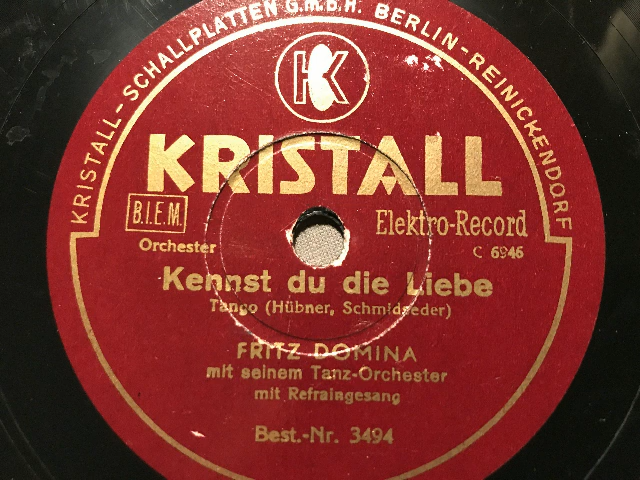 KRISTALL-SCHALLPLATTEN G.m.B.H. BERLIN-REINICKENDORF
K
KRISTALL
B.I.E.M. Elektro-Record
Orchester C 6946
Kennst du die Liebe
Tango (Hübner, Schmidseder)
FRITZ DOMINA
mit seinem Tanz-Orchester
mit Refraingesang
Best.-Nr. 3494